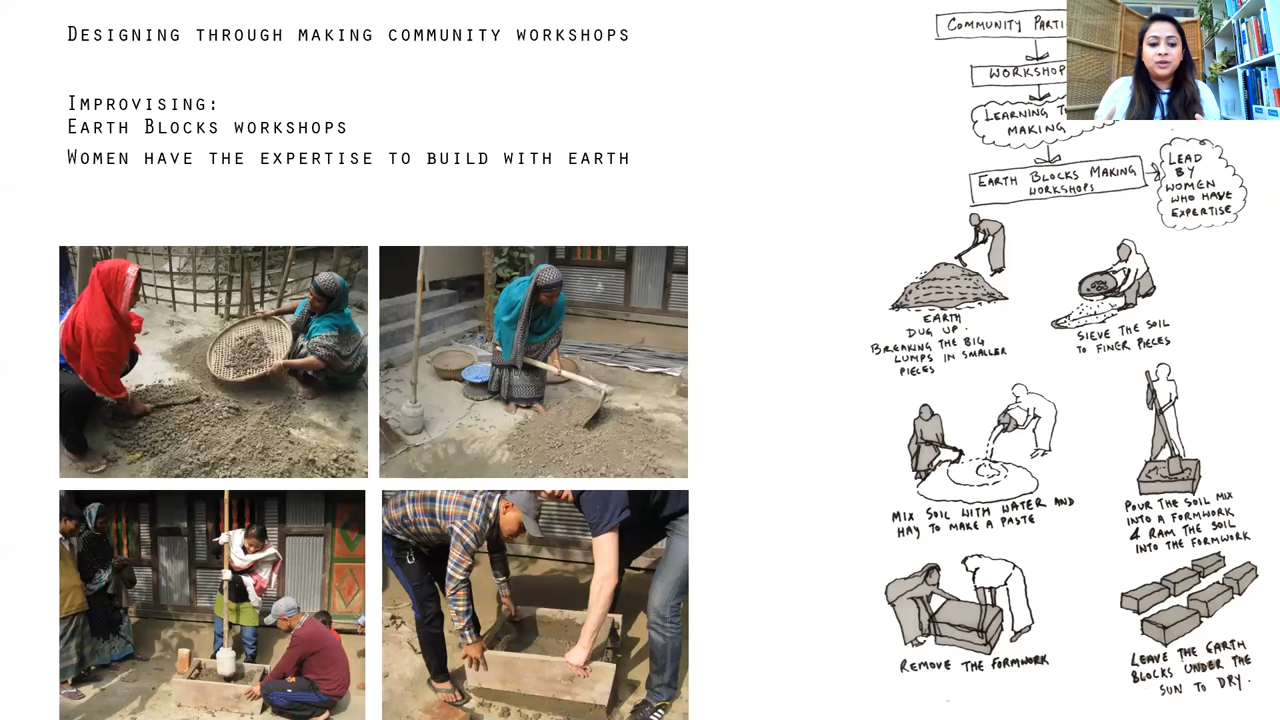 Designing through making community workshops
Improvising:
Earth Blocks workshops
Women have the expertise to build with earth
COMMUNITY PARTI
WORKSHOP
LEARNING T
MAKING
EARTH BLOCKS MAKING
WORKSHOPS
LEAD
BY
WOMEN
WHO HAVE
EXPERTISE
EARTH
DUG UP.
BREAKING THE BIG
LUMPS IN SMALLER
PIECES
SIEVE THE SOIL
TO FINER PIECES
MIX SOIL WITH WATER AND
HAY TO MAKE A PASTE
POUR THE SOIL MIX
INTO A FORMWORK
& RAM THE SOIL
INTO THE FORMWORK
REMOVE THE FORMWORK
LEAVE THE EARTH
BLOCKS UNDER THE
SUN TO DRY.